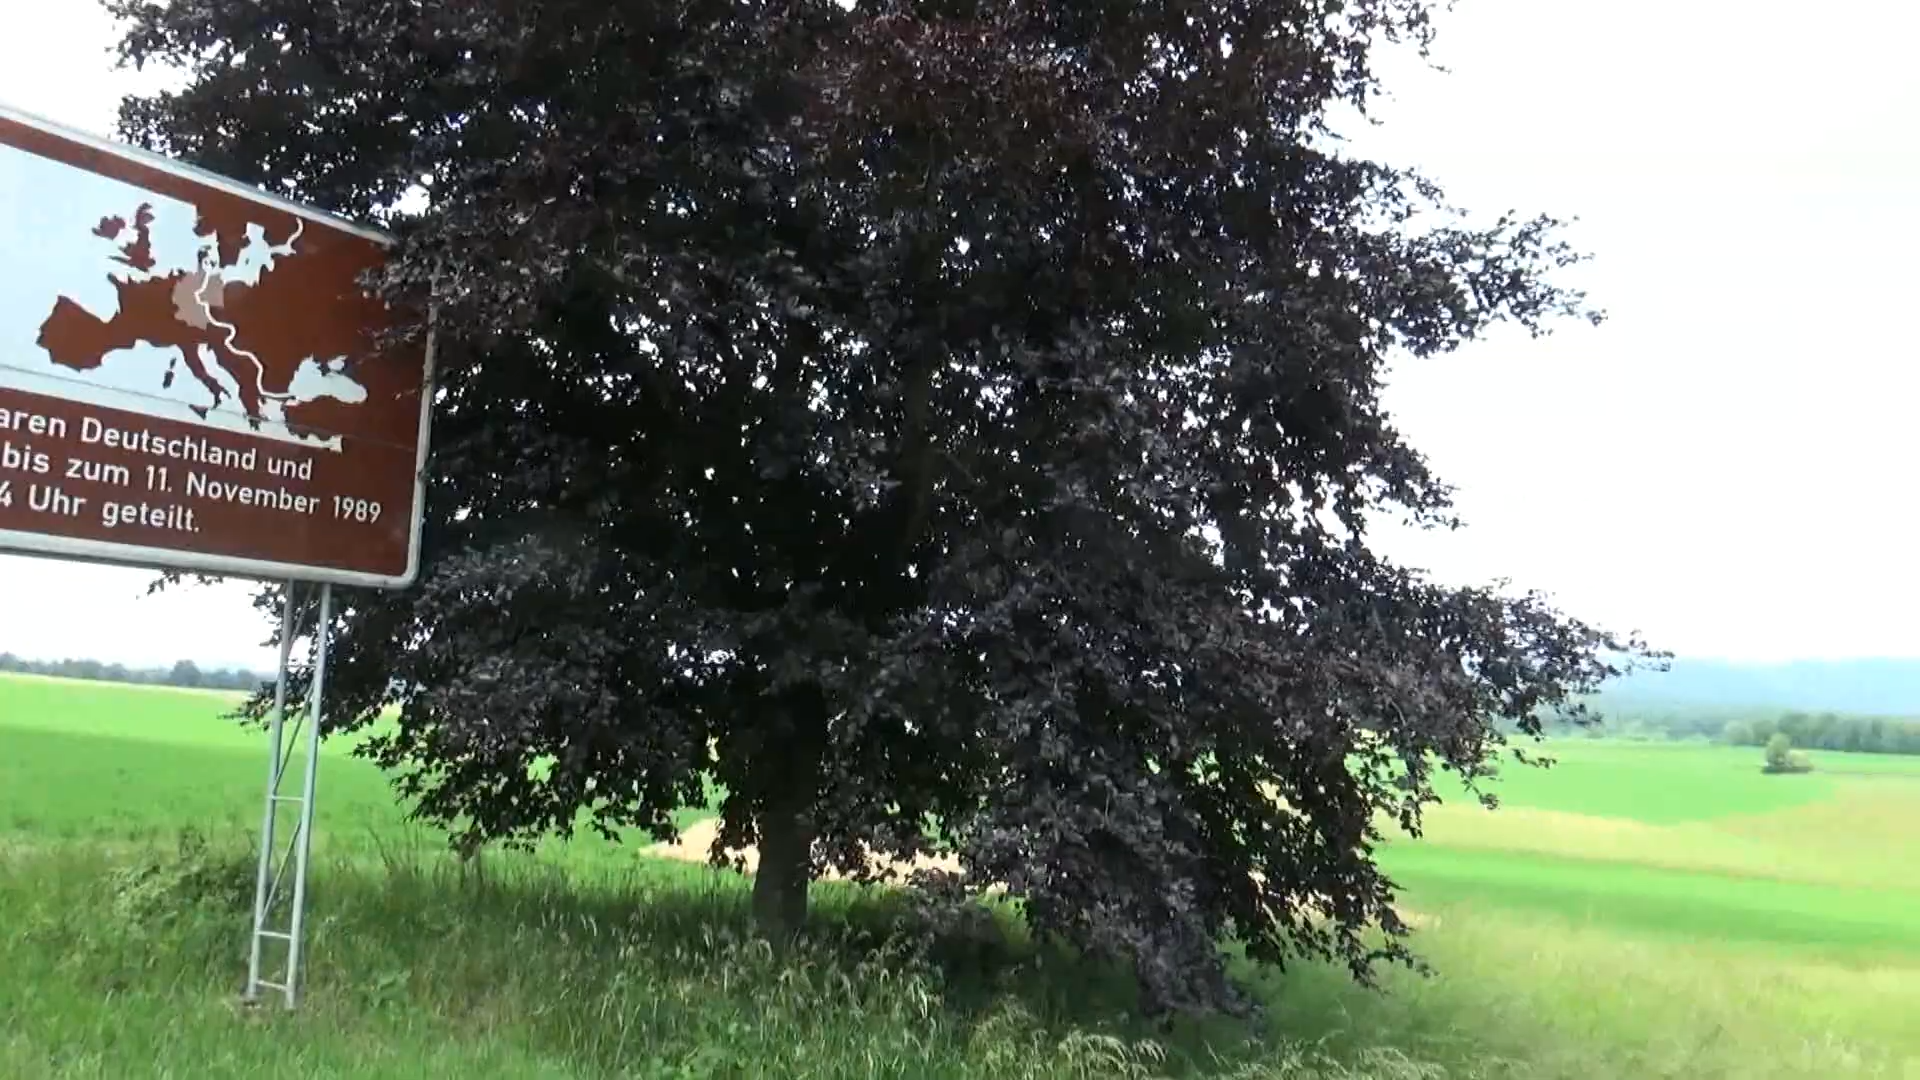 aren Deutschland und
bis zum 11. November 1989
4 Uhr geteilt.